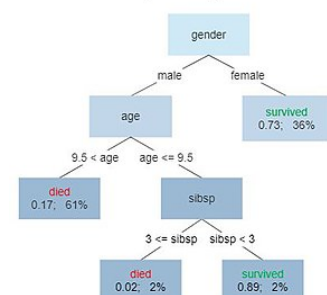 gender
male
female
age
survived
0.73; 36%
9.5 < age
age <= 9.5
died
0.17; 61%
sibsp
3 <= sibsp
sibsp < 3
died
0.02; 2%
survived
0.89; 2%